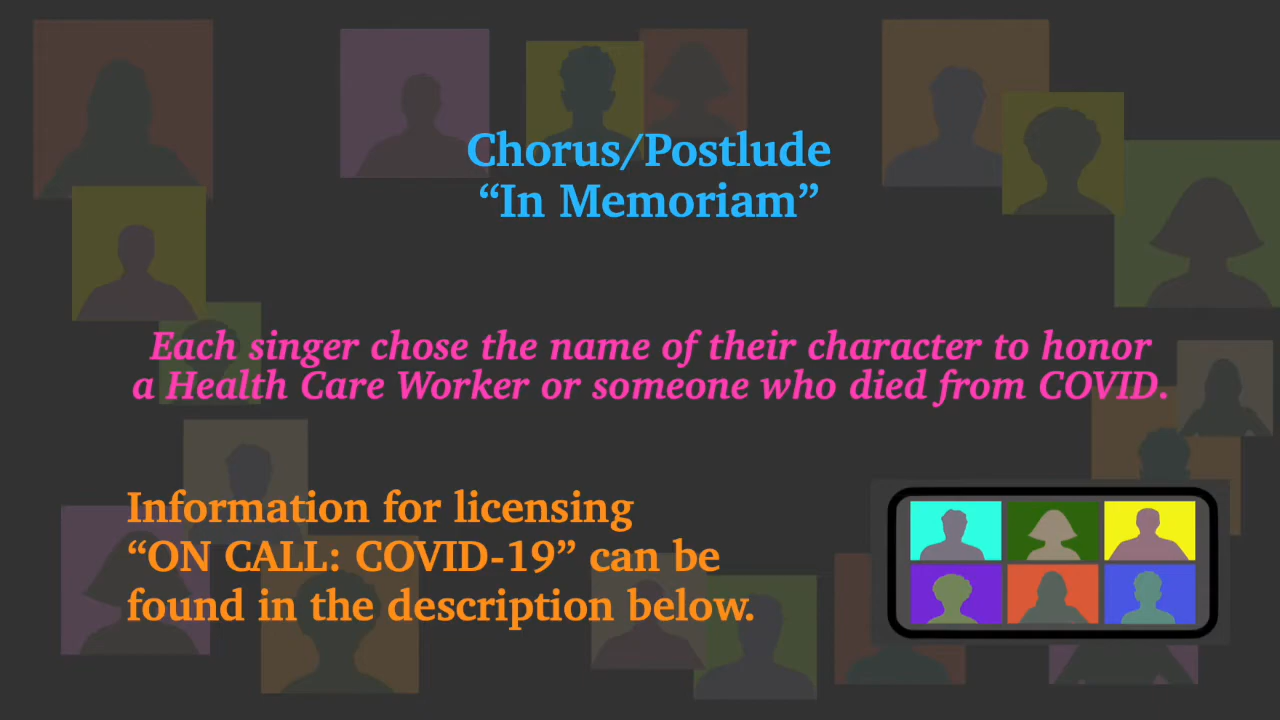 Chorus/Postlude
“In Memoriam”
Each singer chose the name of their character to honor
a Health Care Worker or someone who died from COVID.
Information for licensing
“ON CALL: COVID-19” can be
found in the description below.